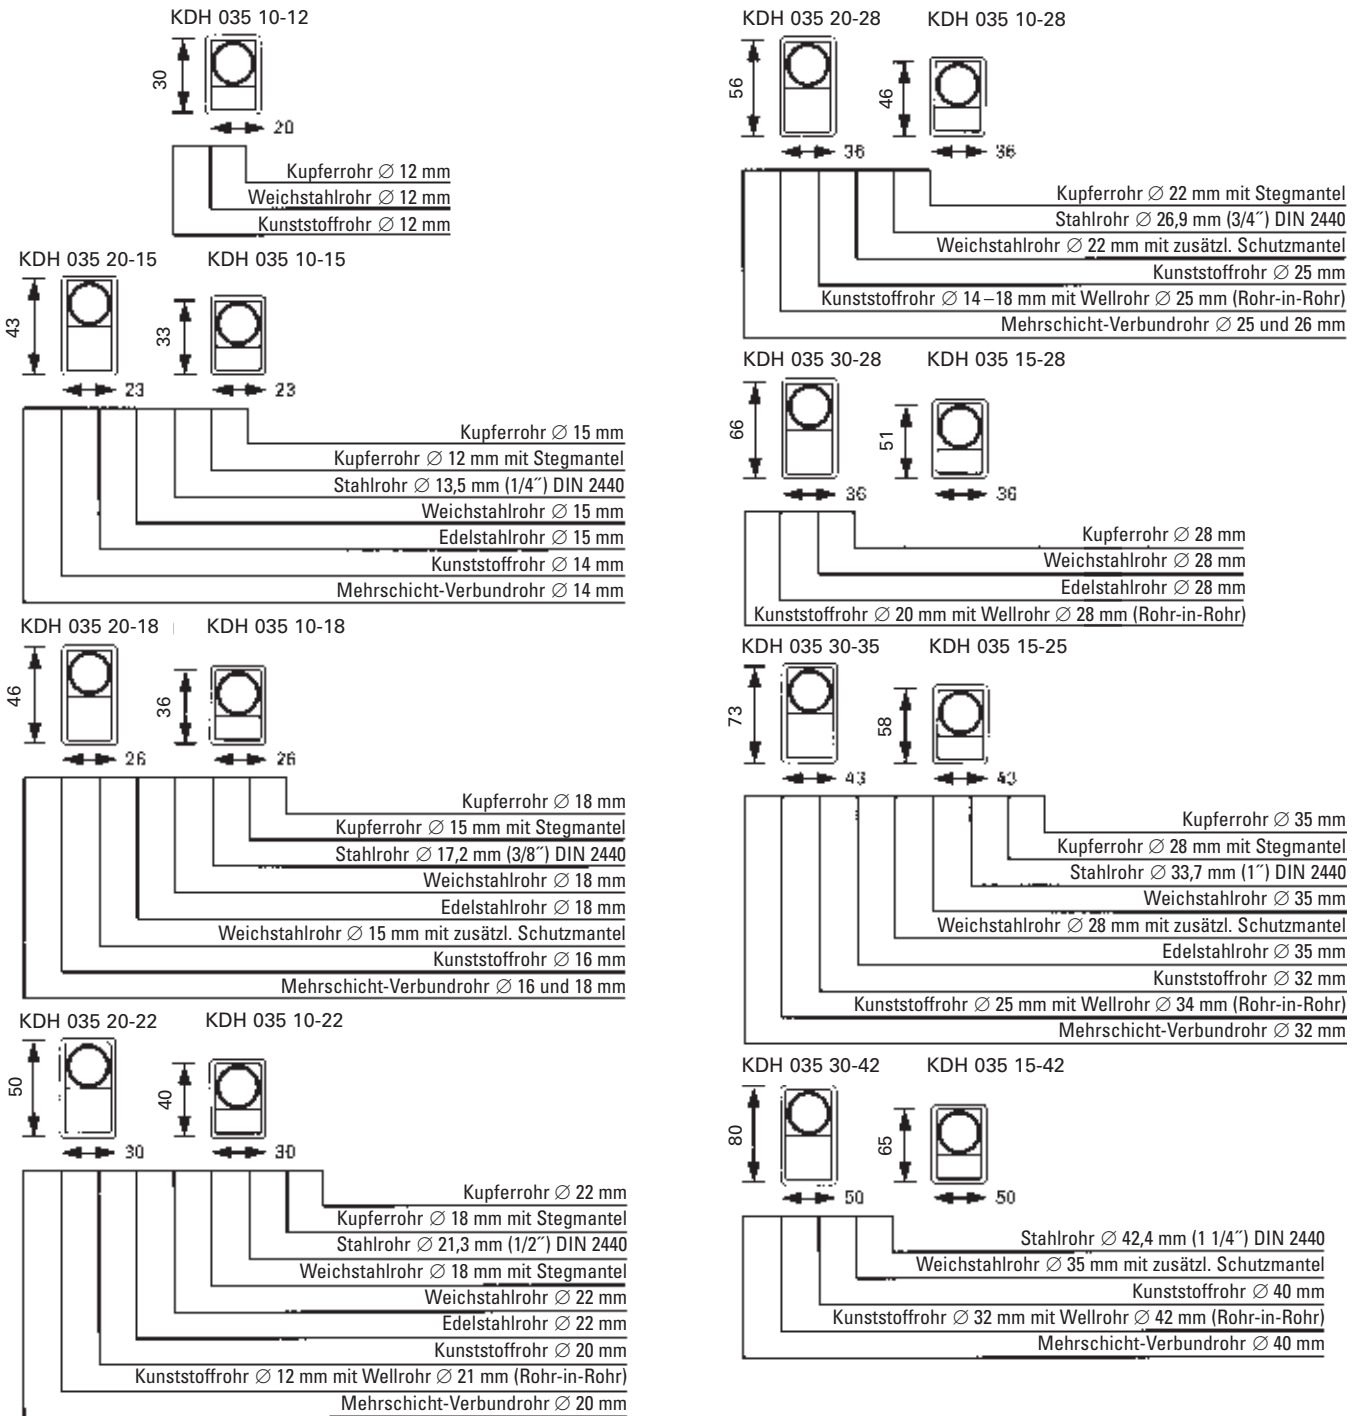 KDH 035 10-12
30
20
Kupferrohr ∅ 12 mm
Weichstahlrohr ∅ 12 mm
Kunststoffrohr ∅ 12 mm
KDH 035 20-15 KDH 035 10-15
43
33
23 23
Kupferrohr ∅ 15 mm
Kupferrohr ∅ 12 mm mit Stegmantel
Stahlrohr ∅ 13,5 mm (1/4˝) DIN 2440
Weichstahlrohr ∅ 15 mm
Edelstahlrohr ∅ 15 mm
Kunststoffrohr ∅ 14 mm
Mehrschicht-Verbundrohr ∅ 14 mm
KDH 035 20-18 KDH 035 10-18
46
36
26 26
Kupferrohr ∅ 18 mm
Kupferrohr ∅ 15 mm mit Stegmantel
Stahlrohr ∅ 17,2 mm (3/8˝) DIN 2440
Weichstahlrohr ∅ 18 mm
Edelstahlrohr ∅ 18 mm
Weichstahlrohr ∅ 15 mm mit zusätzl. Schutzmantel
Kunststoffrohr ∅ 16 mm
Mehrschicht-Verbundrohr ∅ 16 und 18 mm
KDH 035 20-22 KDH 035 10-22
50
40
30 30
Kupferrohr ∅ 22 mm
Kupferrohr ∅ 18 mm mit Stegmantel
Stahlrohr ∅ 21,3 mm (1/2˝) DIN 2440
Weichstahlrohr ∅ 18 mm mit Stegmantel
Weichstahlrohr ∅ 22 mm
Edelstahlrohr ∅ 22 mm
Kunststoffrohr ∅ 20 mm
Kunststoffrohr ∅ 12 mm mit Wellrohr ∅ 21 mm (Rohr-in-Rohr)
Mehrschicht-Verbundrohr ∅ 20 mm
KDH 035 20-28 KDH 035 10-28
56
46
36 36
Kupferrohr ∅ 22 mm mit Stegmantel
Stahlrohr ∅ 26,9 mm (3/4˝) DIN 2440
Weichstahlrohr ∅ 22 mm mit zusätzl. Schutzmantel
Kunststoffrohr ∅ 25 mm
Kunststoffrohr ∅ 14–18 mm mit Wellrohr ∅ 25 mm (Rohr-in-Rohr)
Mehrschicht-Verbundrohr ∅ 25 und 26 mm
KDH 035 30-28 KDH 035 15-28
66
51
36 36
Kupferrohr ∅ 28 mm
Weichstahlrohr ∅ 28 mm
Edelstahlrohr ∅ 28 mm
Kunststoffrohr ∅ 20 mm mit Wellrohr ∅ 28 mm (Rohr-in-Rohr)
KDH 035 30-35 KDH 035 15-25
73
58
43 43
Kupferrohr ∅ 35 mm
Kupferrohr ∅ 28 mm mit Stegmantel
Stahlrohr ∅ 33,7 mm (1˝) DIN 2440
Weichstahlrohr ∅ 35 mm
Weichstahlrohr ∅ 28 mm mit zusätzl. Schutzmantel
Edelstahlrohr ∅ 35 mm
Kunststoffrohr ∅ 32 mm
Kunststoffrohr ∅ 25 mm mit Wellrohr ∅ 34 mm (Rohr-in-Rohr)
Mehrschicht-Verbundrohr ∅ 32 mm
KDH 035 30-42 KDH 035 15-42
80
65
50 50
Stahlrohr ∅ 42,4 mm (1 1/4˝) DIN 2440
Weichstahlrohr ∅ 35 mm mit zusätzl. Schutzmantel
Kunststoffrohr ∅ 40 mm
Kunststoffrohr ∅ 32 mm mit Wellrohr ∅ 42 mm (Rohr-in-Rohr)
Mehrschicht-Verbundrohr ∅ 40 mm